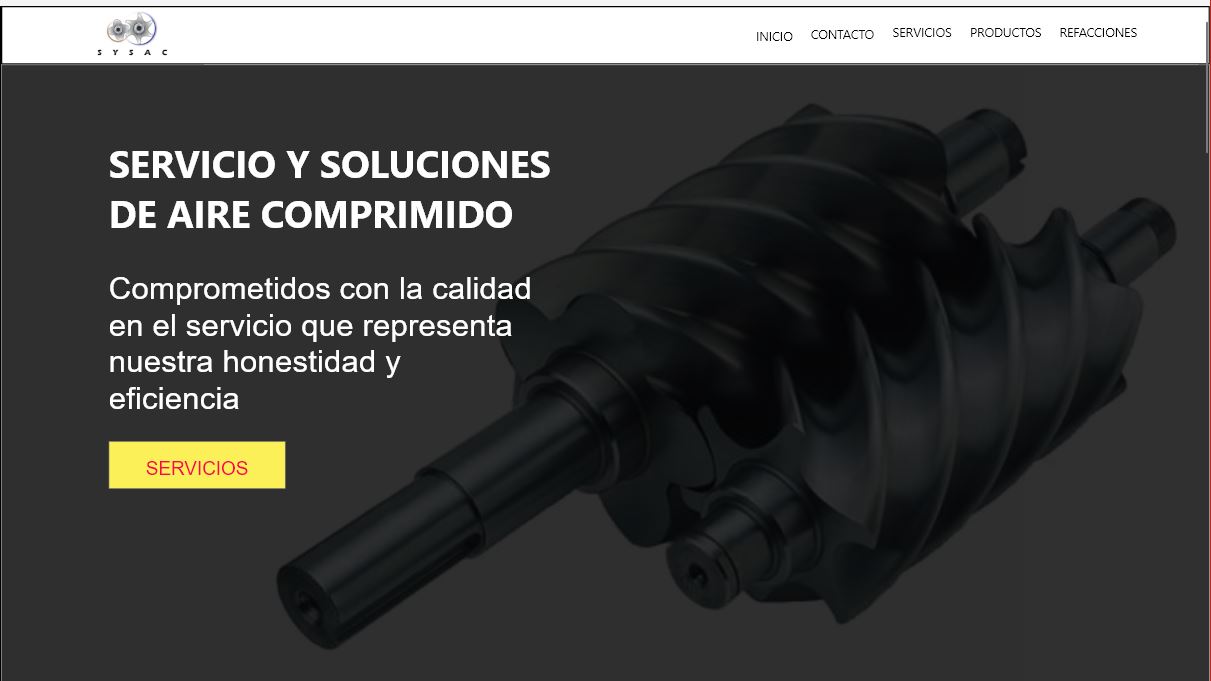 SYSAC
INICIO CONTACTO SERVICIOS PRODUCTOS REFACCIONES
SERVICIO Y SOLUCIONES
DE AIRE COMPRIMIDO
Comprometidos con la calidad
en el servicio que representa
nuestra honestidad y
eficiencia
SERVICIOS